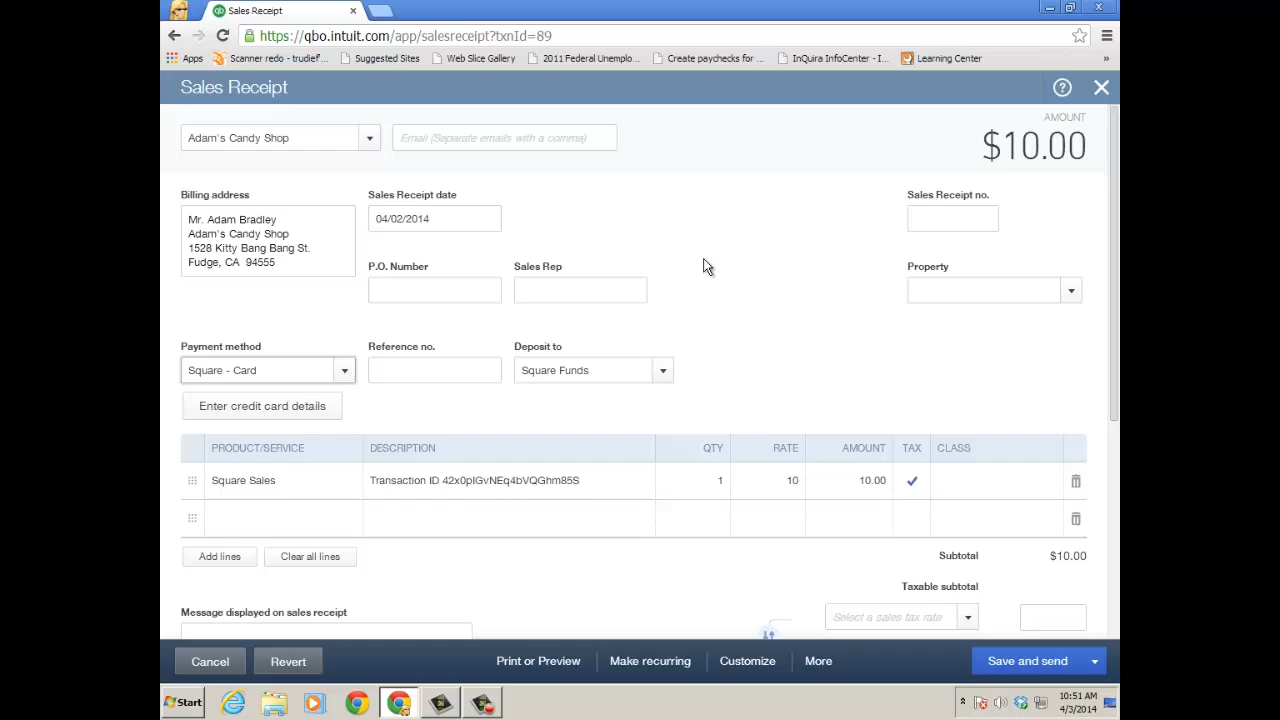 Sales Receipt
https://qbo.intuit.com/app/salesreceipt?txnId=89
Apps Scanner redo - trudief'... Suggested Sites Web Slice Gallery 2011 Federal Unemplo... Create paychecks for ... InQuira InfoCenter - I... Learning Center »
Sales Receipt
AMOUNT
Adam's Candy Shop Email (Separate emails with a comma) $10.00
Billing address Sales Receipt date Sales Receipt no.
Mr. Adam Bradley
Adam's Candy Shop
1528 Kitty Bang Bang St.
Fudge, CA 94555
04/02/2014
P.O. Number Sales Rep Property
Payment method Reference no. Deposit to
Square - Card Square Funds
Enter credit card details
PRODUCT/SERVICE DESCRIPTION QTY RATE AMOUNT TAX CLASS
Square Sales Transaction ID 42x0pIGvNEq4bVQGhm85S 1 10 10.00
Add lines Clear all lines Subtotal $10.00
Taxable subtotal
Message displayed on sales receipt
Select a sales tax rate
Cancel Revert Print or Preview Make recurring Customize More Save and send
Start 10:51 AM
4/3/2014